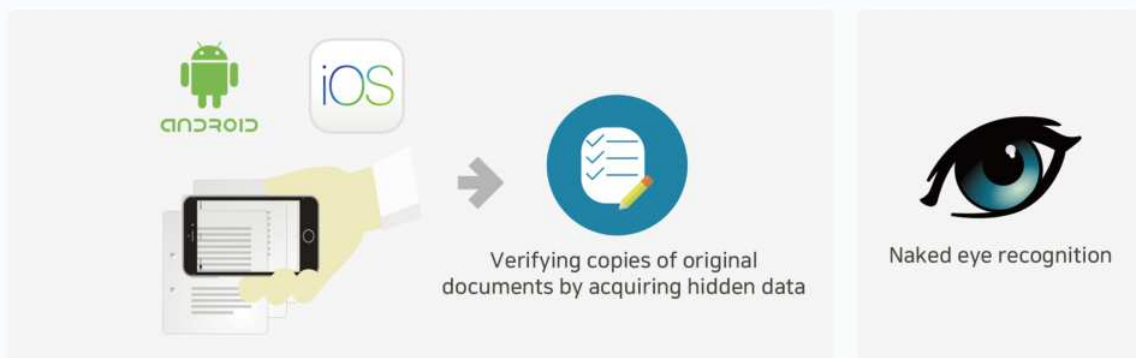 android
iOS
Verifying copies of original
documents by acquiring hidden data
Naked eye recognition